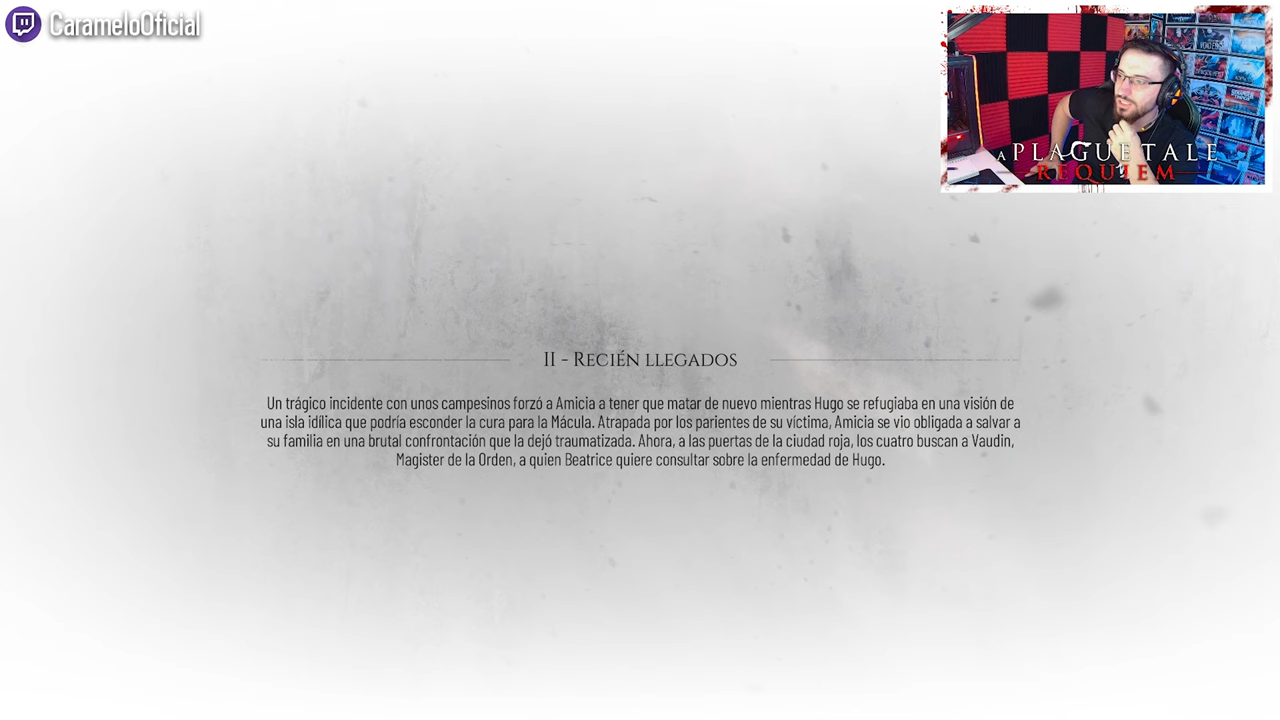 CarameloOficial
A PLAGUE TALE
REQUIEM
II - RECIÉN LLEGADOS
Un trágico incidente con unos campesinos forzó a Amicia a tener que matar de nuevo mientras Hugo se refugiaba en una visión de
una isla idílica que podría esconder la cura para la Mácula. Atrapada por los parientes de su víctima, Amicia se vio obligada a salvar a
su familia en una brutal confrontación que la dejó traumatizada. Ahora, a las puertas de la ciudad roja, los cuatro buscan a Vaudin,
Magister de la Orden, a quien Beatrice quiere consultar sobre la enfermedad de Hugo.